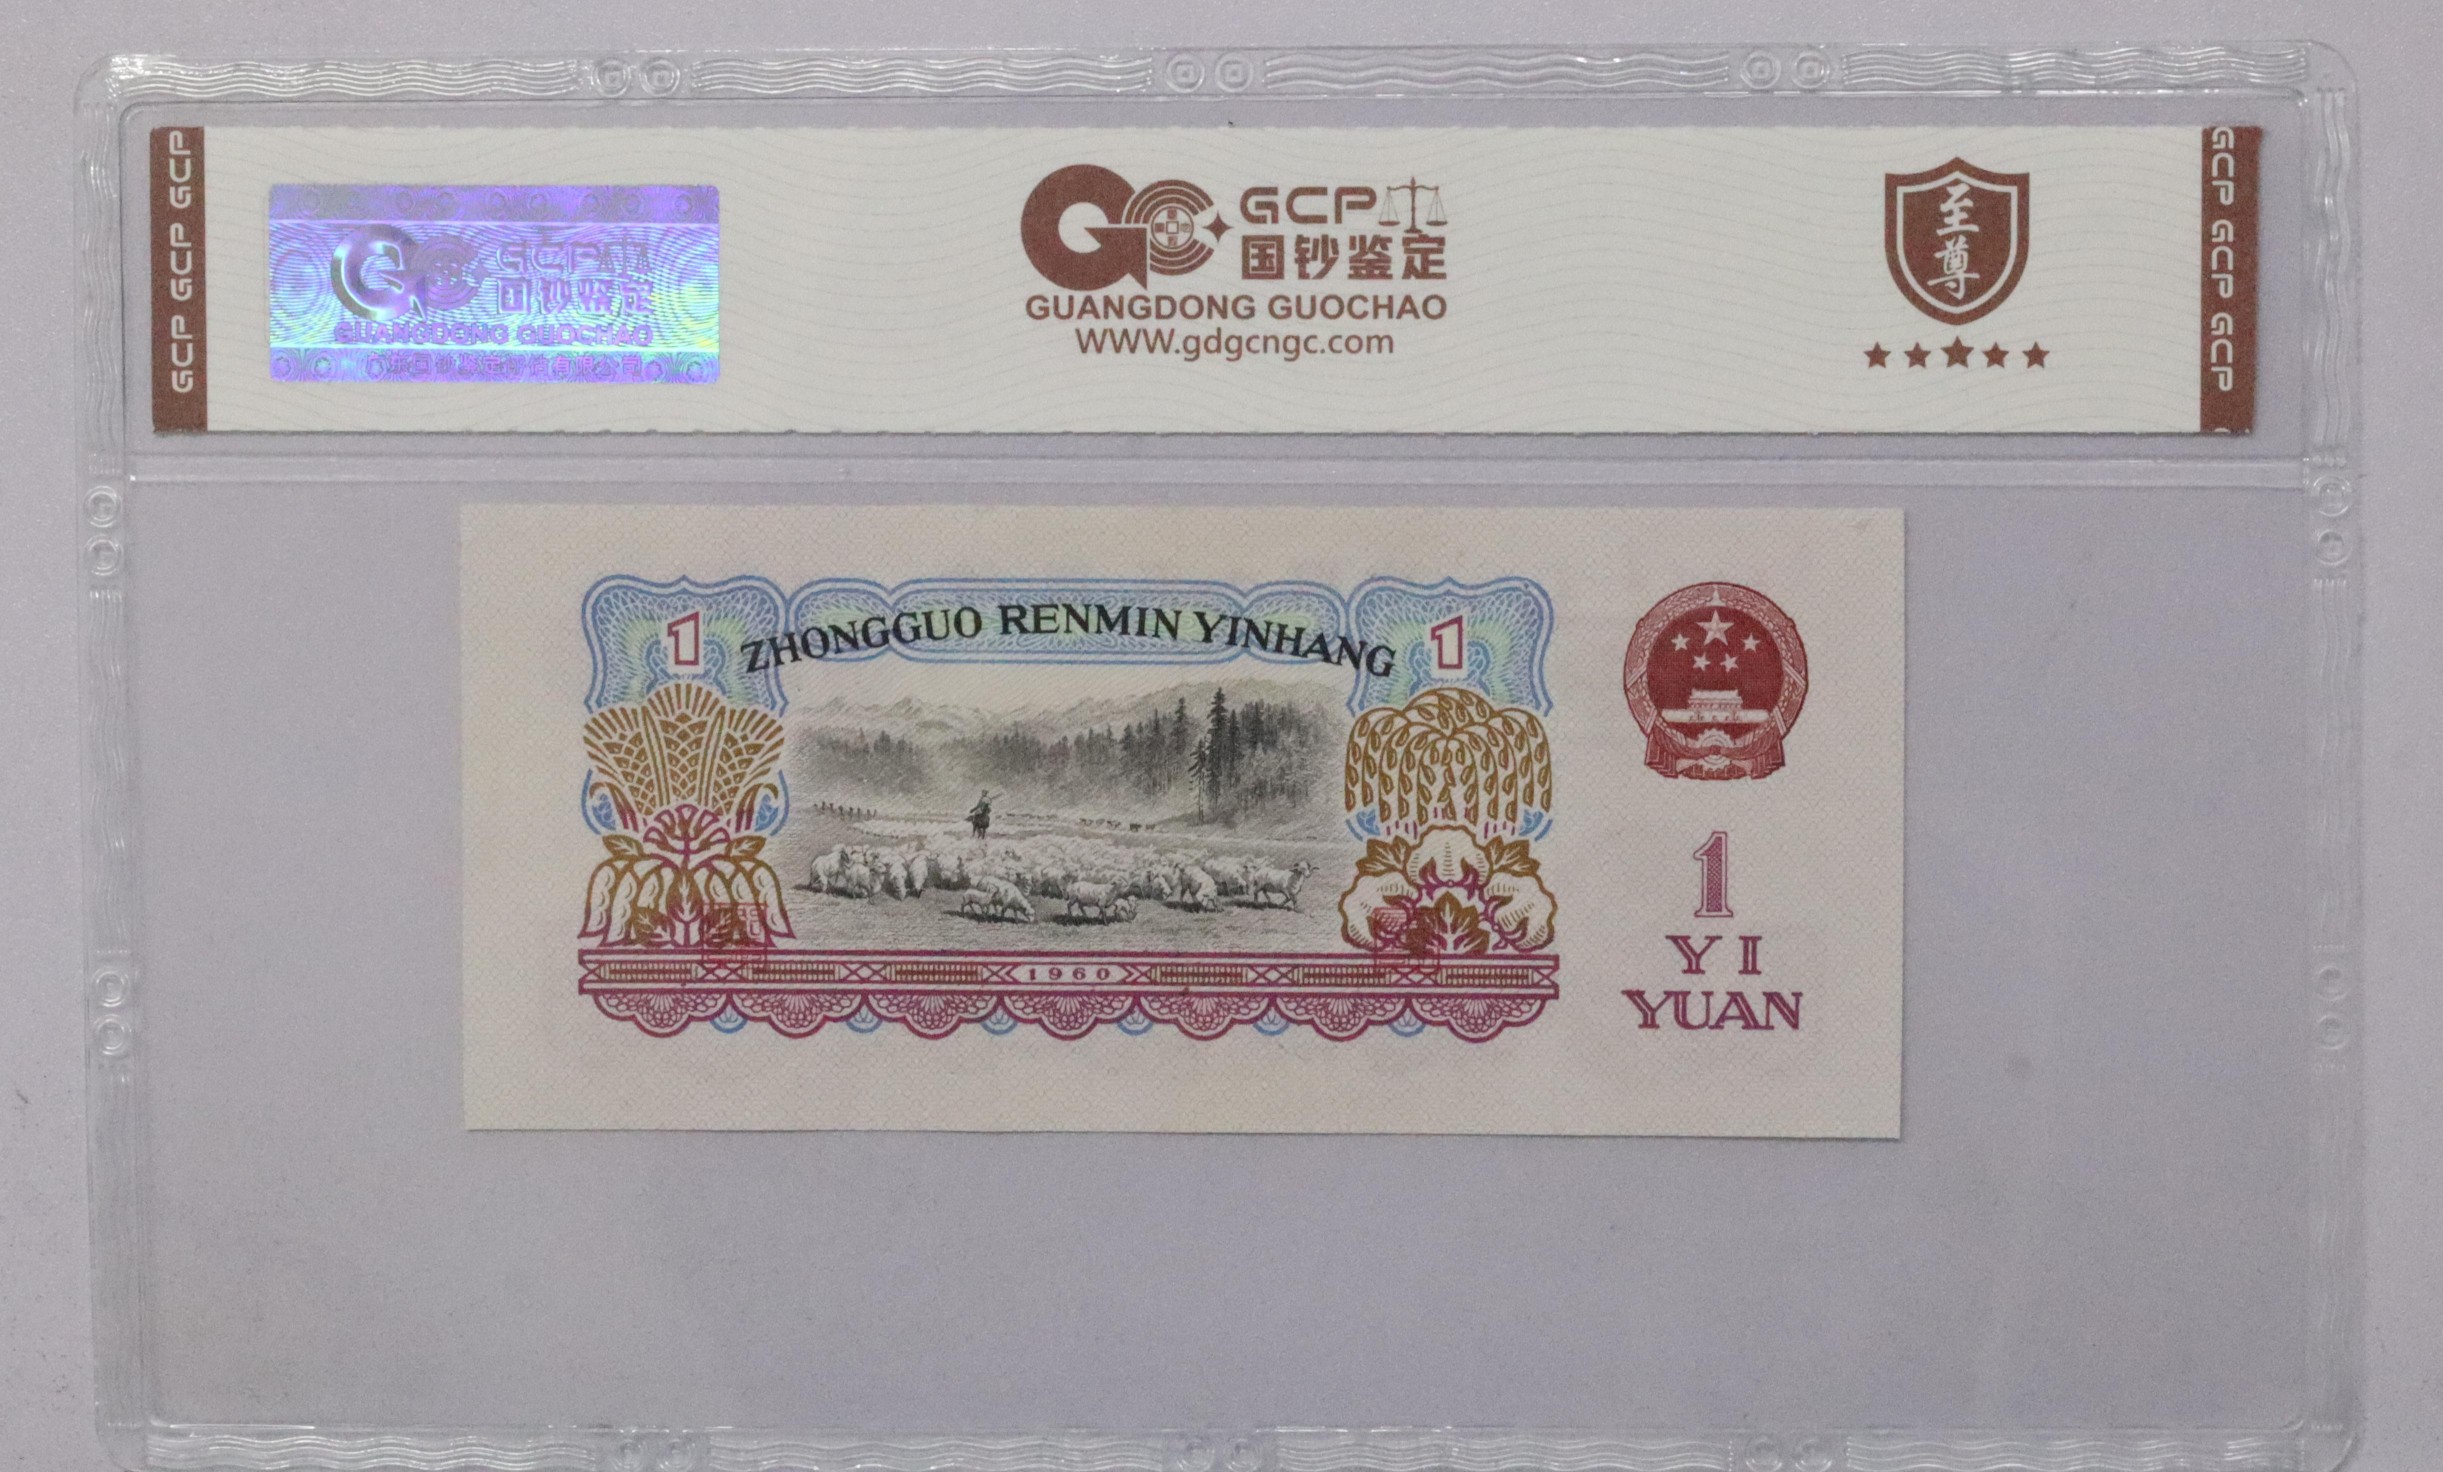 GCP GCP GCP
GCP
国钞鉴定
GUANGDONG GUOCHAO
GCP
国钞鉴定
GUANGDONG GUOCHAO
www.gdgcngc.com
至尊
GCP GCP GCP
1
ZHONGGUO RENMIN YINHANG
1
1960
1
YI
YUAN